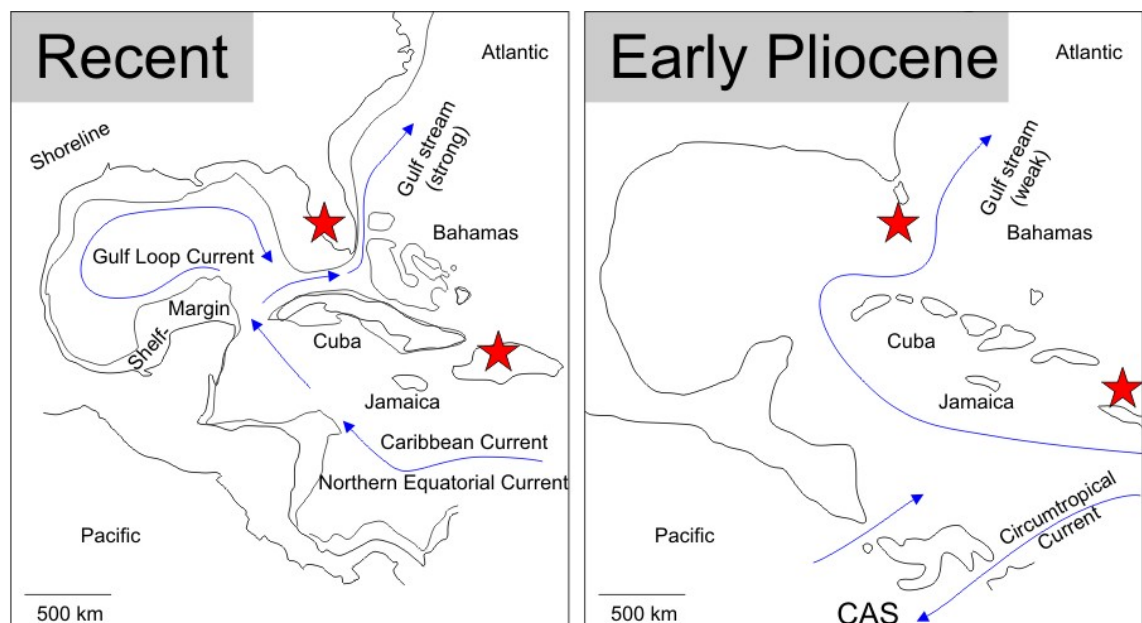 Recent
Atlantic
Shoreline
Gulf stream
(strong)
Bahamas
Gulf Loop Current
Margin
Shelf-
Cuba
Jamaica
Caribbean Current
Northern Equatorial Current
Pacific
500 km
Early Pliocene
Atlantic
Gulf stream
(weak)
Bahamas
Cuba
Jamaica
Circumtropical
Current
Pacific
CAS
500 km